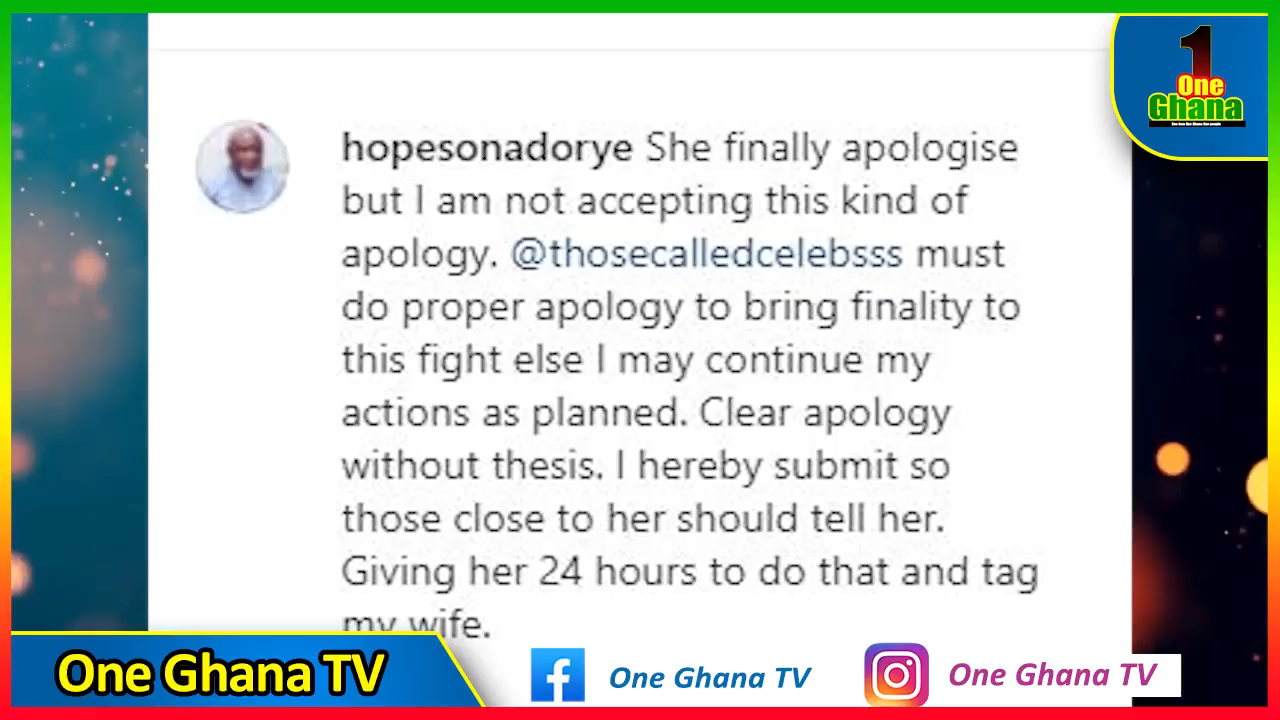 1
One
Ghana
hopesonadorye She finally apologise
but I am not accepting this kind of
apology. @thosecalledcelebsss must
do proper apology to bring finality to
this fight else I may continue my
actions as planned. Clear apology
without thesis. I hereby submit so
those close to her should tell her.
Giving her 24 hours to do that and tag
my wife.
One Ghana TV
One Ghana TV
One Ghana TV